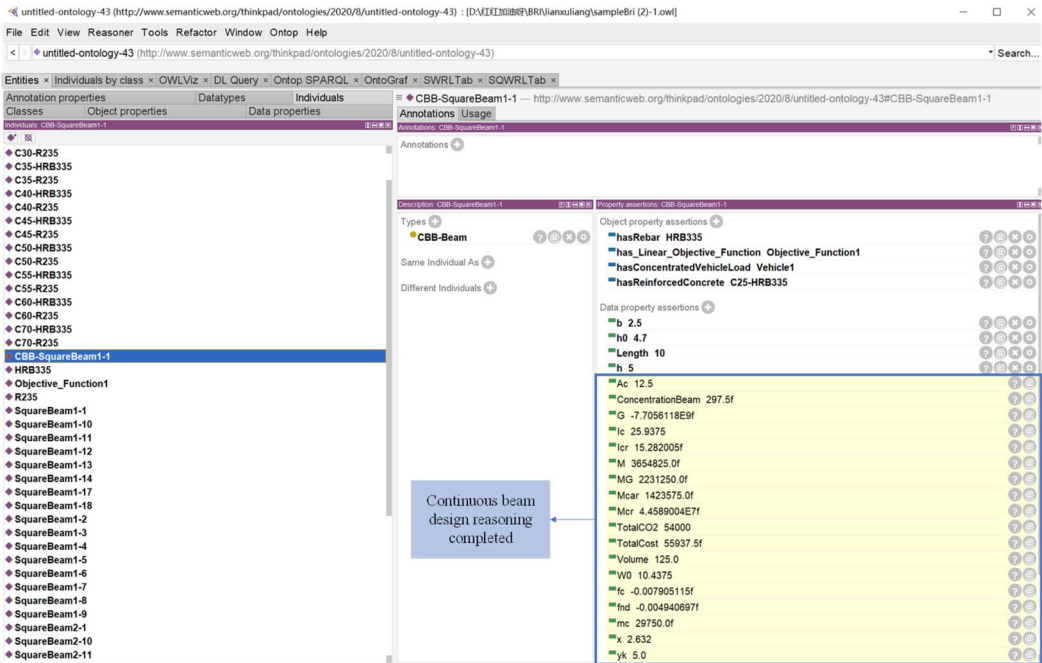 untitled-ontology-43 (http://www.semanticweb.org/thinkpad/ontologies/2020/8/untitled-ontology-43) : [D:\红红加油呀\BRI\lianxuliang\sampleBri (2)-1.owl]
File Edit View Reasoner Tools Refactor Window Ontop Help
< > untitled-ontology-43 (http://www.semanticweb.org/thinkpad/ontologies/2020/8/untitled-ontology-43) Search...
Entities × Individuals by class × OWLViz × DL Query × Ontop SPARQL × OntoGraf × SWRLTab × SQWRLTab ×
Annotation properties Datatypes Individuals
Classes Object properties Data properties
Individuals: CBB-SquareBeam1-1
C30-R235
C35-HRB335
C35-R235
C40-HRB335
C40-R235
C45-HRB335
C45-R235
C50-HRB335
C50-R235
C55-HRB335
C55-R235
C60-HRB335
C60-R235
C70-HRB335
C70-R235
CBB-SquareBeam1-1
HRB335
Objective_Function1
R235
SquareBeam1-1
SquareBeam1-10
SquareBeam1-11
SquareBeam1-12
SquareBeam1-13
SquareBeam1-14
SquareBeam1-17
SquareBeam1-18
SquareBeam1-2
SquareBeam1-3
SquareBeam1-4
SquareBeam1-5
SquareBeam1-6
SquareBeam1-7
SquareBeam1-8
SquareBeam1-9
SquareBeam2-1
SquareBeam2-10
SquareBeam2-11
CBB-SquareBeam1-1 — http://www.semanticweb.org/thinkpad/ontologies/2020/8/untitled-ontology-43#CBB-SquareBeam1-1
Annotations Usage
Annotations: CBB-SquareBeam1-1
Annotations
Description: CBB-SquareBeam1-1
Types
CBB-Beam
Same Individual As
Different Individuals
Property assertions: CBB-SquareBeam1-1
Object property assertions
hasRebar HRB335
has_Linear_Objective_Function Objective_Function1
hasConcentratedVehicleLoad Vehicle1
hasReinforcedConcrete C25-HRB335
Data property assertions
b 2.5
h0 4.7
Length 10
h 5
Ac 12.5
ConcentrationBeam 297.5f
G -7.7056118E9f
Ic 25.9375
Icr 15.282005f
M 3654825.0f
MG 2231250.0f
Mcar 1423575.0f
Mcr 4.4589004E7f
TotalCO2 54000
TotalCost 55937.5f
Volume 125.0
W0 10.4375
fc -0.007905115f
fnd -0.004940697f
mc 29750.0f
x 2.632
yk 5.0
Continuous beam
design reasoning
completed